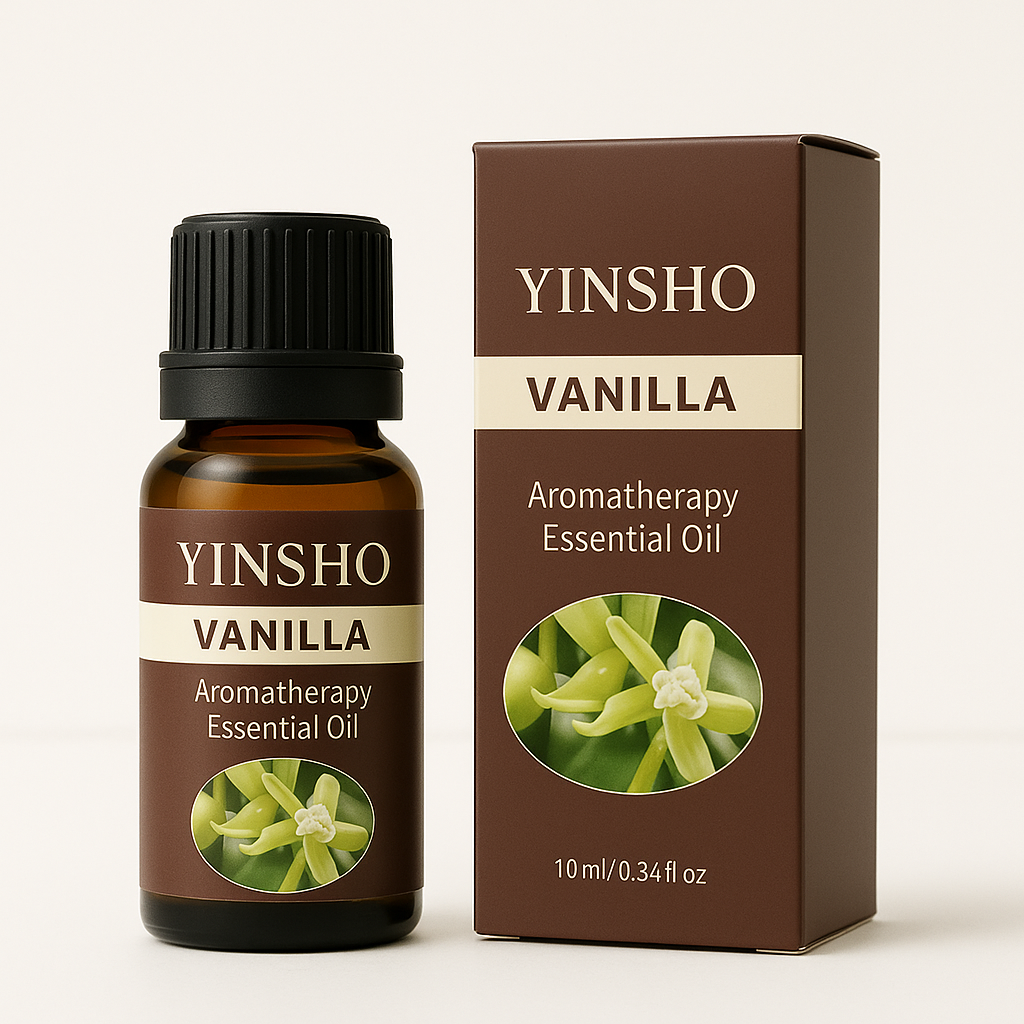 YINSHO
VANILLA
Aromatherapy
Essential Oil
YINSHO
VANILLA
Aromatherapy
Essential Oil
10 ml/0.34 fl oz